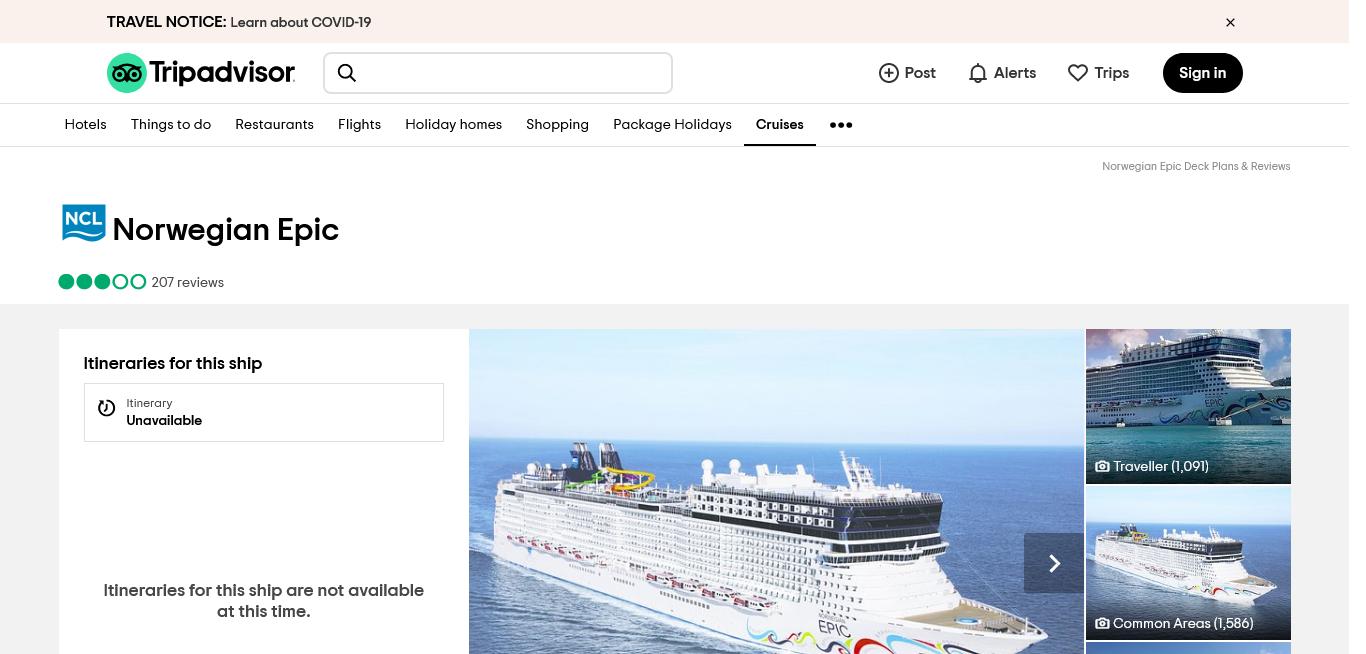 TRAVEL NOTICE: Learn about COVID-19
Tripadvisor
Post
Alerts
Trips
Sign in
Hotels
Things to do
Restaurants
Flights
Holiday homes
Shopping
Package Holidays
Cruises
Norwegian Epic Deck Plans & Reviews
NCL
Norwegian Epic
207 reviews
Itineraries for this ship
Itinerary
Unavailable
Itineraries for this ship are not available
at this time.
NORWEGIAN
EPIC
EPIC
Traveller (1,091)
Common Areas (1,586)